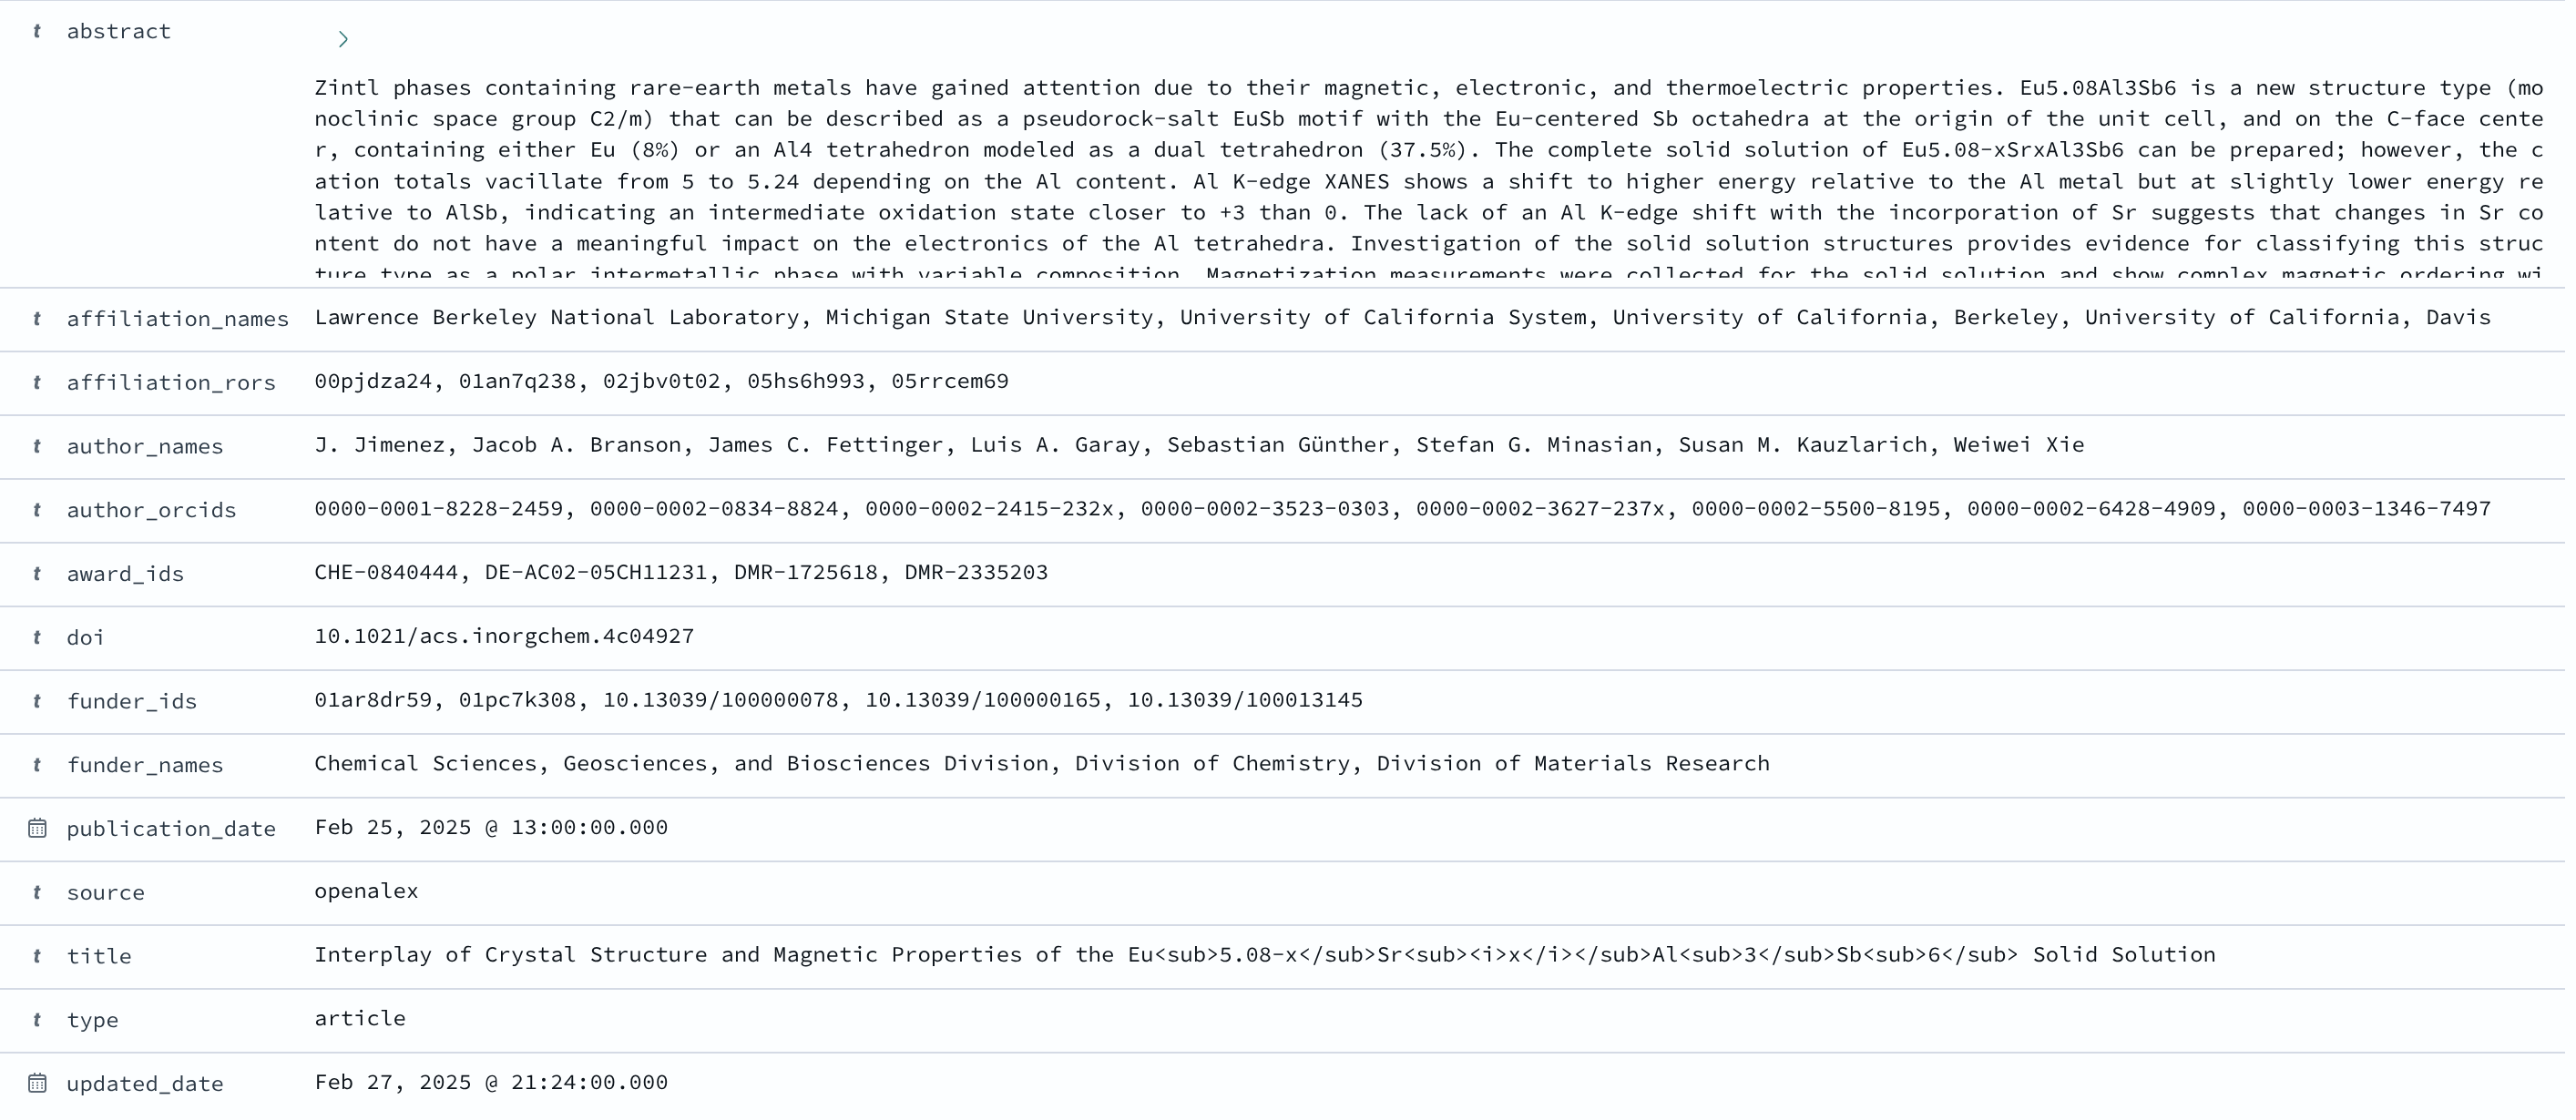 t abstract
Zintl phases containing rare-earth metals have gained attention due to their magnetic, electronic, and thermoelectric properties. Eu5.08Al3Sb6 is a new structure type (mo
noclinic space group C2/m) that can be described as a pseudorock-salt EuSb motif with the Eu-centered Sb octahedra at the origin of the unit cell, and on the C-face cente
r, containing either Eu (8%) or an Al4 tetrahedron modeled as a dual tetrahedron (37.5%). The complete solid solution of Eu5.08-xSrxAl3Sb6 can be prepared; however, the c
ation totals vacillate from 5 to 5.24 depending on the Al content. Al K-edge XANES shows a shift to higher energy relative to the Al metal but at slightly lower energy re
lative to AlSb, indicating an intermediate oxidation state closer to +3 than 0. The lack of an Al K-edge shift with the incorporation of Sr suggests that changes in Sr co
ntent do not have a meaningful impact on the electronics of the Al tetrahedra. Investigation of the solid solution structures provides evidence for classifying this struc
ture type as a polar intermetallic phase with variable composition. Magnetization measurements were collected for the solid solution and show complex magnetic ordering wi
t affiliation_names Lawrence Berkeley National Laboratory, Michigan State University, University of California System, University of California, Berkeley, University of California, Davis
t affiliation_rors 00pjdza24, 01an7q238, 02jbv0t02, 05hs6h993, 05rrcem69
t author_names J. Jimenez, Jacob A. Branson, James C. Fettinger, Luis A. Garay, Sebastian Günther, Stefan G. Minasian, Susan M. Kauzlarich, Weiwei Xie
t author_orcids 0000-0001-8228-2459, 0000-0002-0834-8824, 0000-0002-2415-232x, 0000-0002-3523-0303, 0000-0002-3627-237x, 0000-0002-5500-8195, 0000-0002-6428-4909, 0000-0003-1346-7497
t award_ids CHE-0840444, DE-AC02-05CH11231, DMR-1725618, DMR-2335203
t doi 10.1021/acs.inorgchem.4c04927
t funder_ids 01ar8dr59, 01pc7k308, 10.13039/100000078, 10.13039/100000165, 10.13039/100013145
t funder_names Chemical Sciences, Geosciences, and Biosciences Division, Division of Chemistry, Division of Materials Research
publication_date Feb 25, 2025 @ 13:00:00.000
t source openalex
t title Interplay of Crystal Structure and Magnetic Properties of the Eu<sub>5.08-x</sub>Sr<sub><i>x</i></sub>Al<sub>3</sub>Sb<sub>6</sub> Solid Solution
t type article
updated_date Feb 27, 2025 @ 21:24:00.000